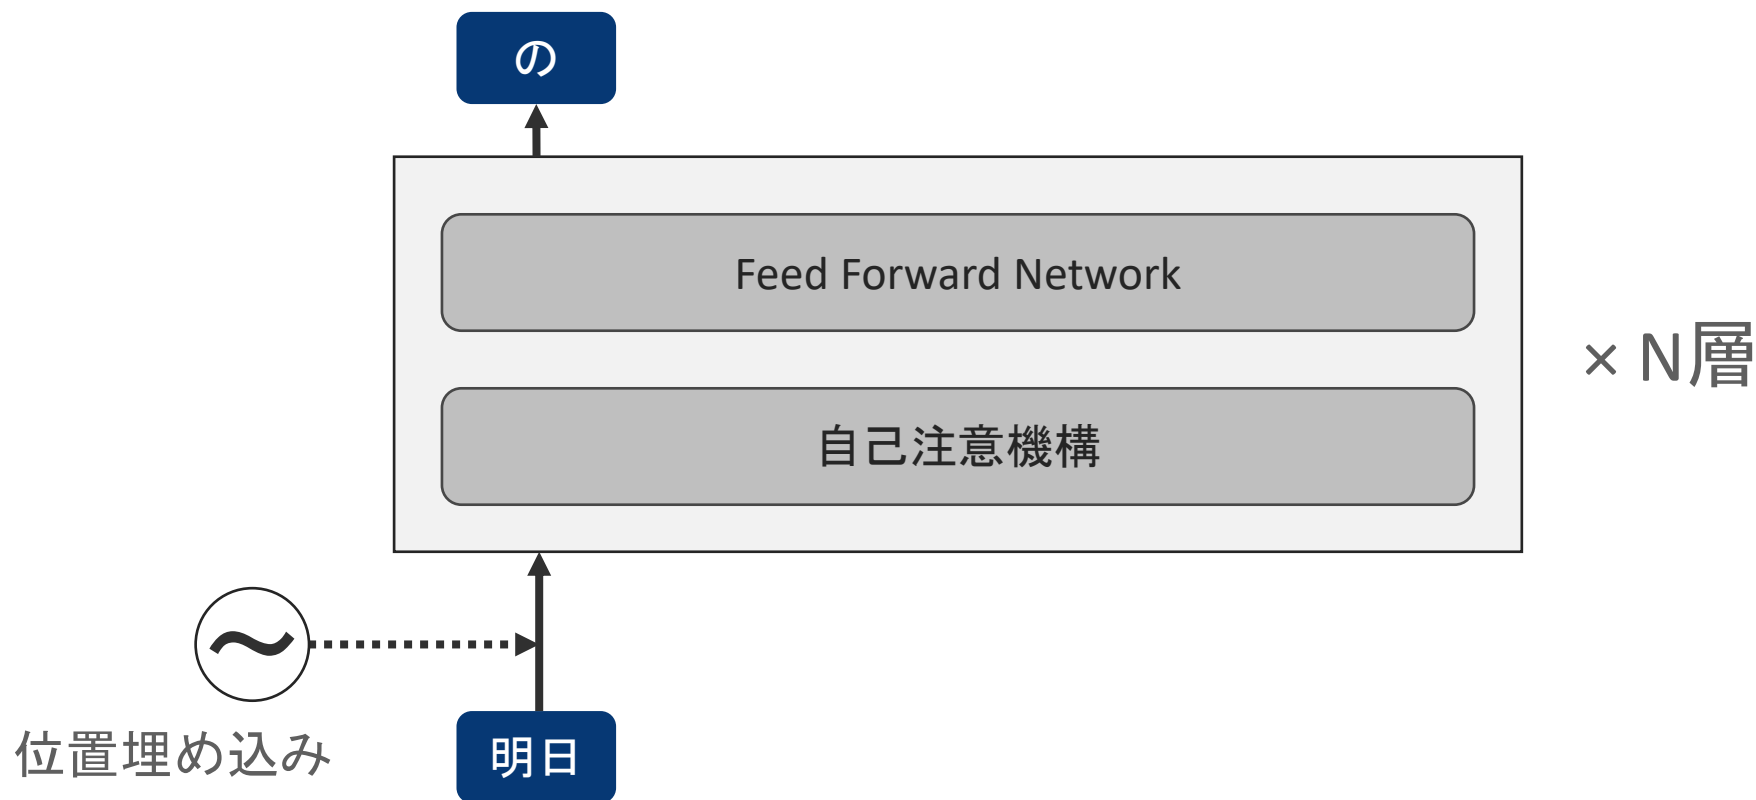 の
Feed Forward Network
× N層
自己注意機構
位置埋め込み
明日